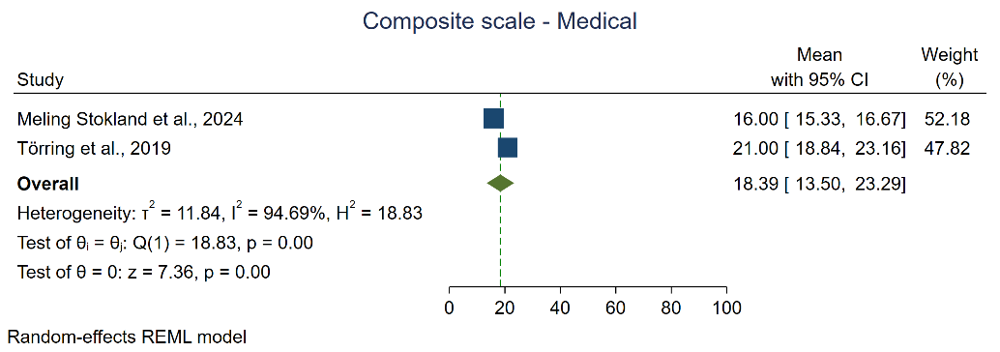 Composite scale - Medical
Mean Weight
Study with 95% CI (%)
Meling Stokland et al., 2024 16.00 [ 15.33, 16.67] 52.18
Törring et al., 2019 21.00 [ 18.84, 23.16] 47.82
Overall 18.39 [ 13.50, 23.29]
Heterogeneity: τ² = 11.84, I² = 94.69%, H² = 18.83
Test of θᵢ = θⱼ: Q(1) = 18.83, p = 0.00
Test of θ = 0: z = 7.36, p = 0.00
0 20 40 60 80 100
Random-effects REML model